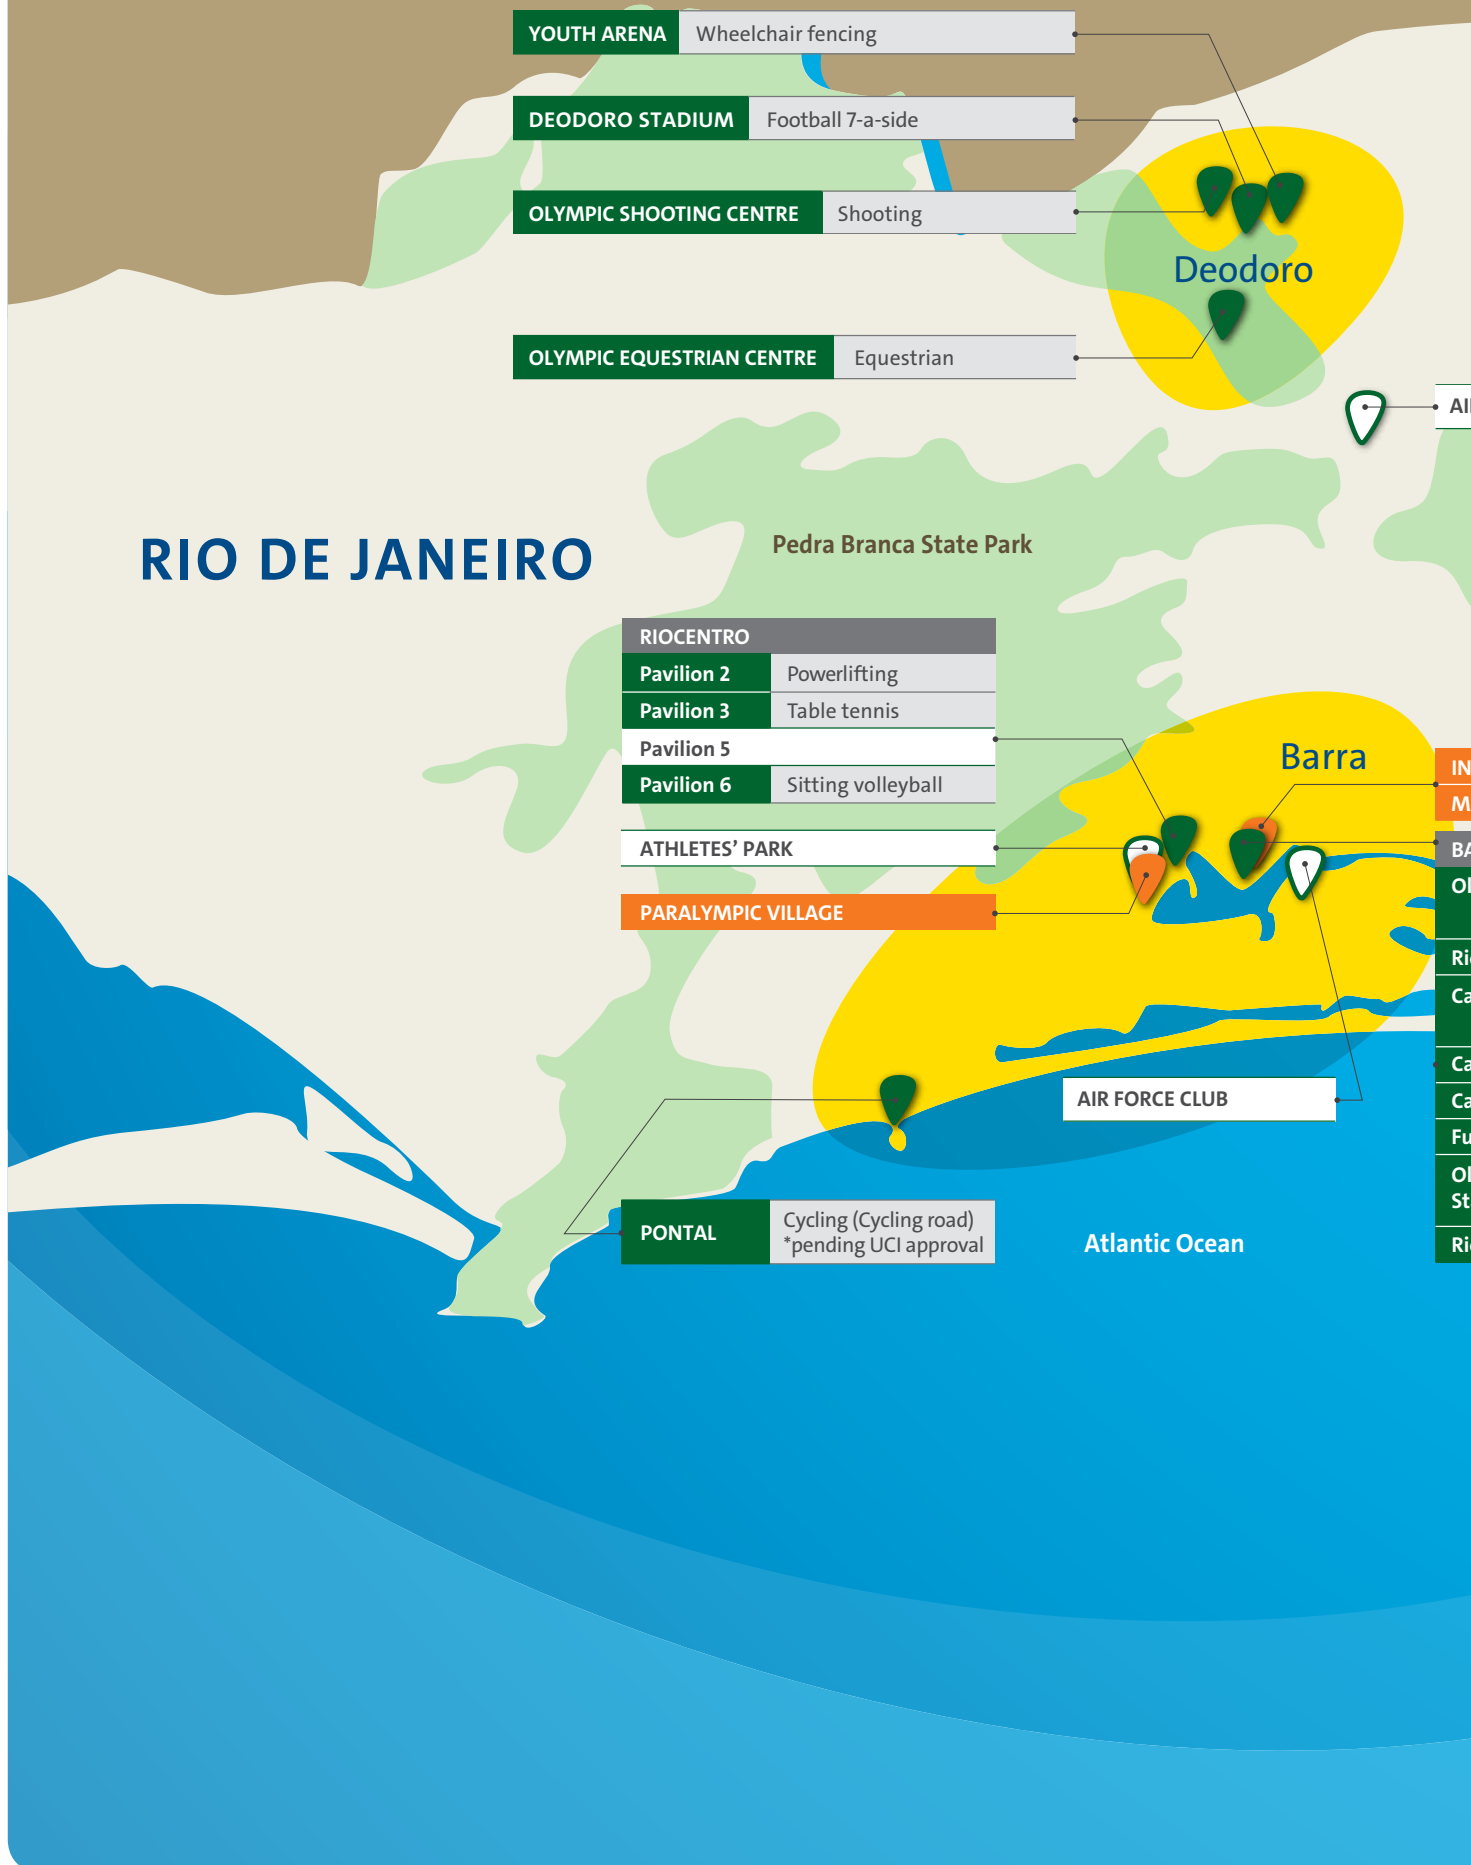 YOUTH ARENA Wheelchair fencing
DEODORO STADIUM Football 7-a-side
OLYMPIC SHOOTING CENTRE Shooting
Deodoro
OLYMPIC EQUESTRIAN CENTRE Equestrian
RIO DE JANEIRO
Pedra Branca State Park
RIOCENTRO
Pavilion 2 Powerlifting
Pavilion 3 Table tennis
Pavilion 5
Pavilion 6 Sitting volleyball
ATHLETES’ PARK
PARALYMPIC VILLAGE
Barra
AIR FORCE CLUB
PONTAL Cycling (Cycling road)
*pending UCI approval
Atlantic Ocean